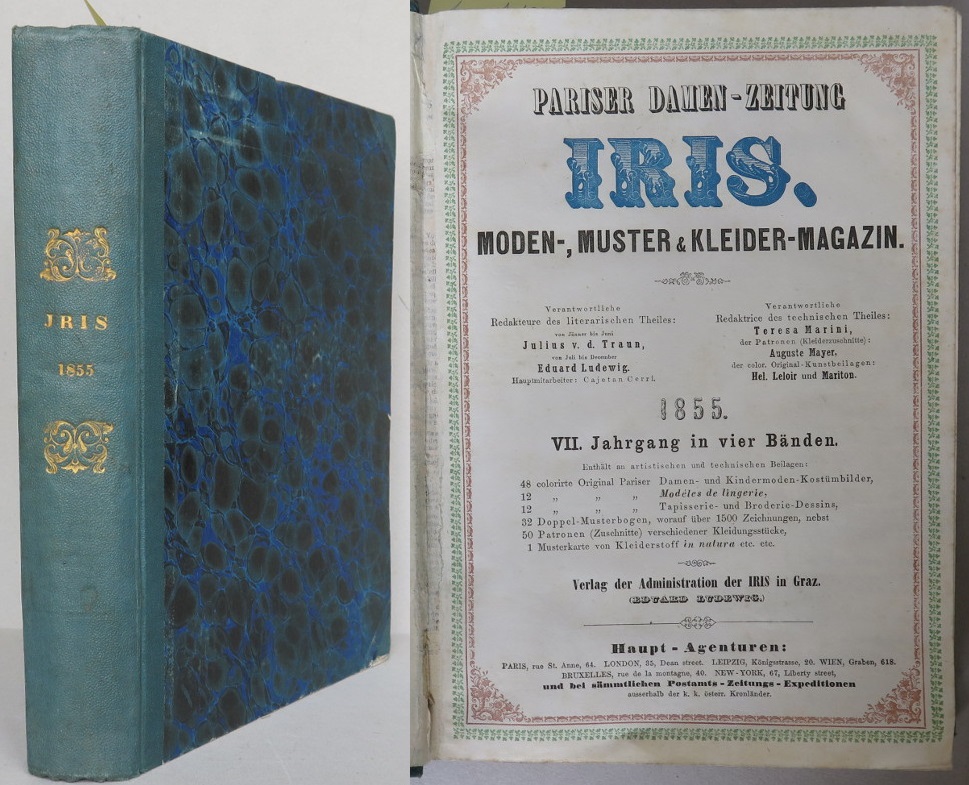 JRIS
1855
PARISER DAMEN-ZEITUNG
IRIS.
MODEN-, MUSTER & KLEIDER-MAGAZIN.
Verantwortliche
Redakteure des literarischen Theiles:
von Jänner bis Juni
Julius v. d. Traun,
von Juli bis December
Eduard Ludewig.
Hauptmitarbeiter: Cajetan Cerri.
Verantwortliche
Redaktrice des technischen Theiles:
Teresa Marini,
der Patronen (Kleiderzuschnitte):
Auguste Mayer,
der color. Original-Kunstbeilagen:
Hel. Leloir und Mariton.
1855.
VII. Jahrgang in vier Bänden.
Enthält an artistischen und technischen Beilagen:
48 colorirte Original Pariser Damen- und Kindermoden-Kostümbilder,
12 „ „ „ Modèles de lingerie,
12 „ „ „ Tapisserie- und Broderie-Dessins,
32 Doppel-Musterbogen, worauf über 1500 Zeichnungen, nebst
50 Patronen (Zuschnitte) verschiedener Kleidungsstücke,
1 Musterkarte von Kleiderstoff in natura etc. etc.
Verlag der Administration der IRIS in Graz.
(EDUARD LUDEWIG.)
Haupt-Agenturen:
PARIS, rue St. Anne, 64. LONDON, 35, Dean street. LEIPZIG, Königsstrasse, 20. WIEN, Graben, 618.
BRUXELLES, rue de la montagne, 40. NEW-YORK, 67, Liberty street,
und bei sämmtlichen Postamts-Zeitungs-Expeditionen
ausserhalb der k. k. österr. Kronländer.